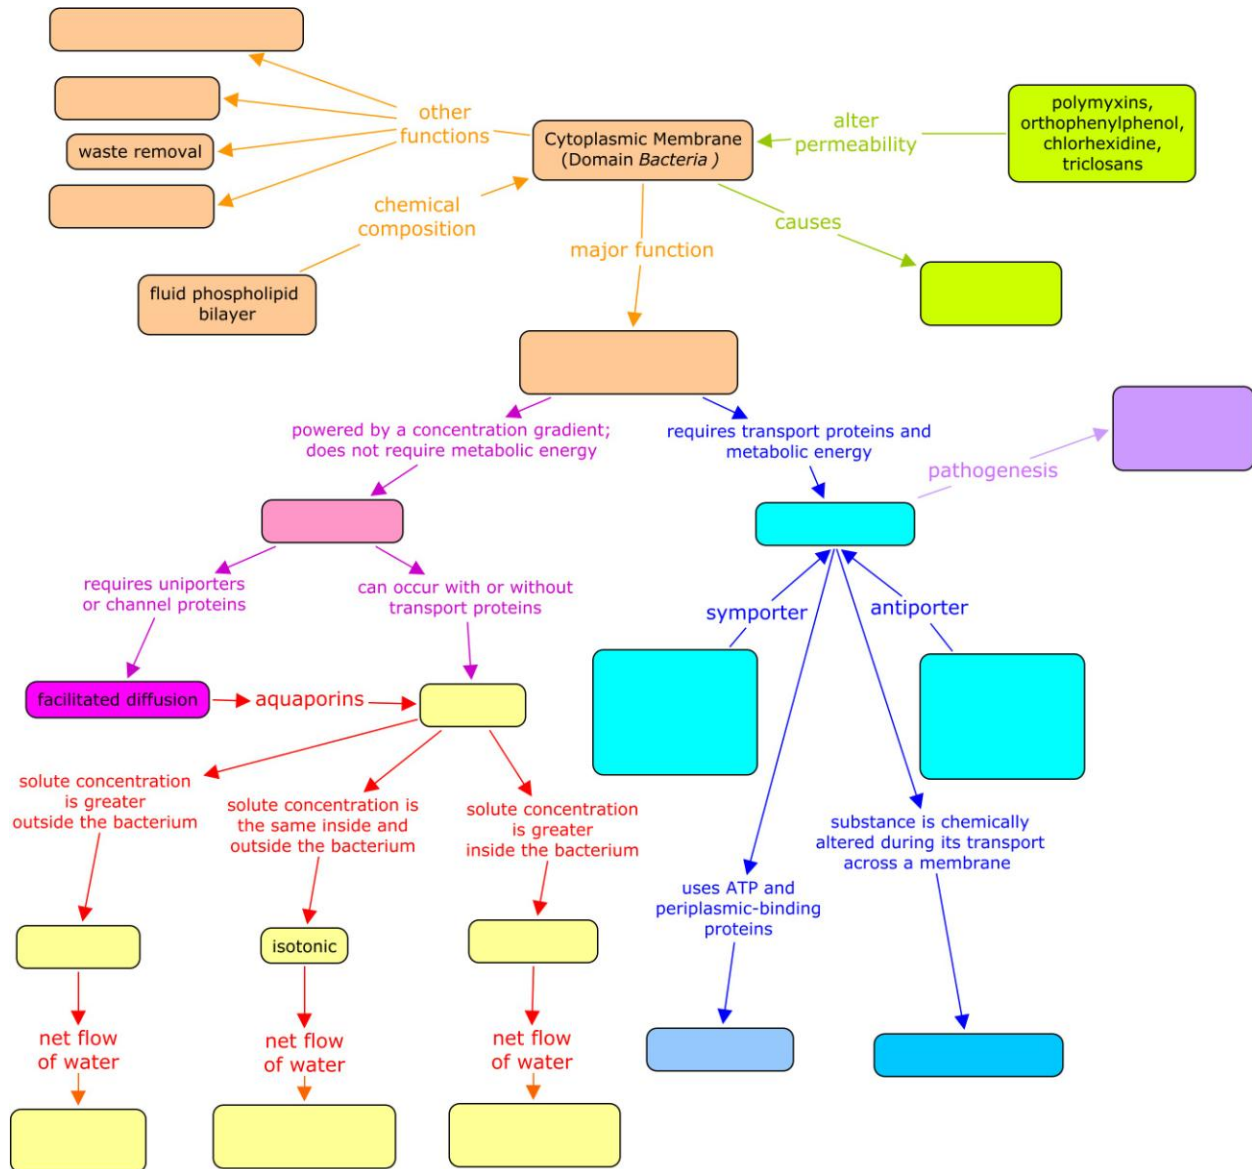 other
functions
waste removal
Cytoplasmic Membrane
(Domain Bacteria )
alter
permeability
polymyxins,
orthophenylphenol,
chlorhexidine,
triclosans
chemical
composition
causes
major function
fluid phospholipid
bilayer
powered by a concentration gradient;
does not require metabolic energy
requires transport proteins and
metabolic energy
pathogenesis
requires uniporters
or channel proteins
can occur with or without
transport proteins
symporter
antiporter
facilitated diffusion
aquaporins
solute concentration
is greater
outside the bacterium
solute concentration is
the same inside and
outside the bacterium
solute concentration
is greater
inside the bacterium
substance is chemically
altered during its transport
across a membrane
uses ATP and
periplasmic-binding
proteins
isotonic
net flow
of water
net flow
of water
net flow
of water